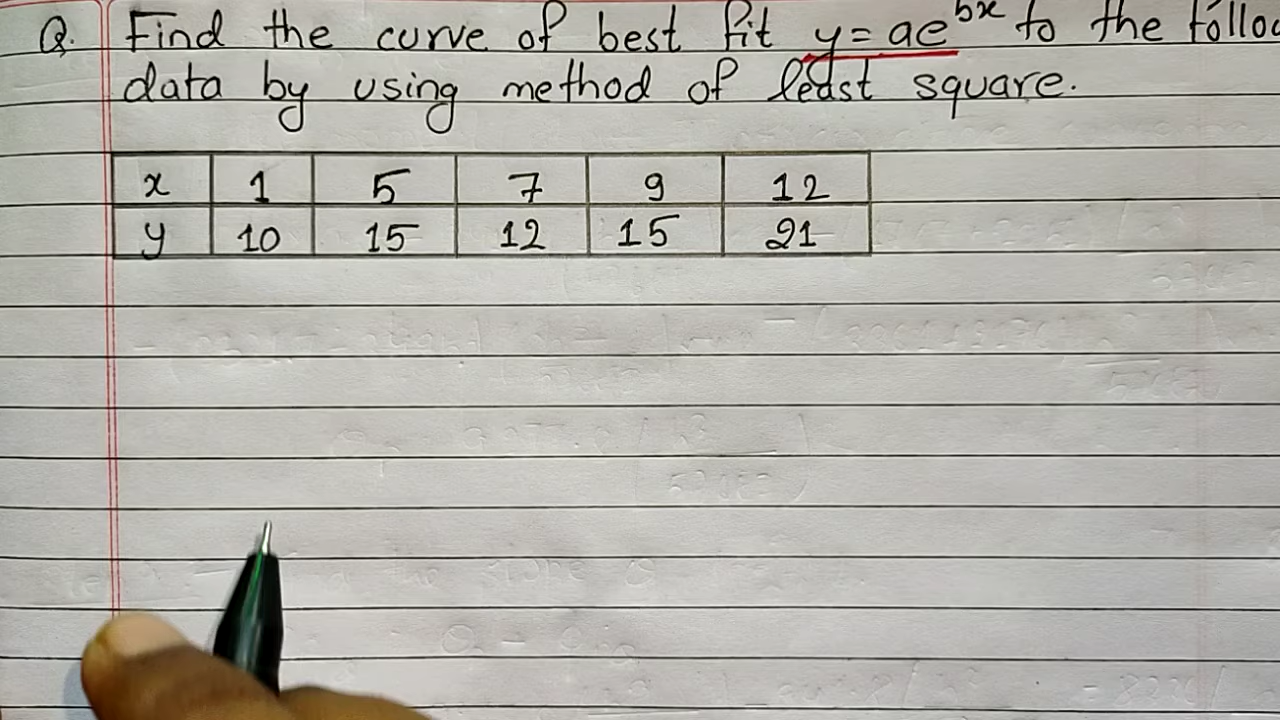 Q. Find the curve of best fit y = ae^bx to the
data by using method of least square.
x 1 5 7 9 12
y 10 15 12 15 21